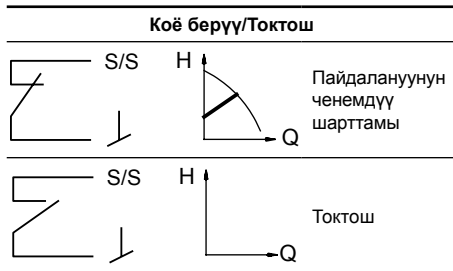 Коё берүү/Токтош
S/S
H
Q
Пайдалануунун
ченемдүү
шарттамы
S/S
H
Q
Токтош